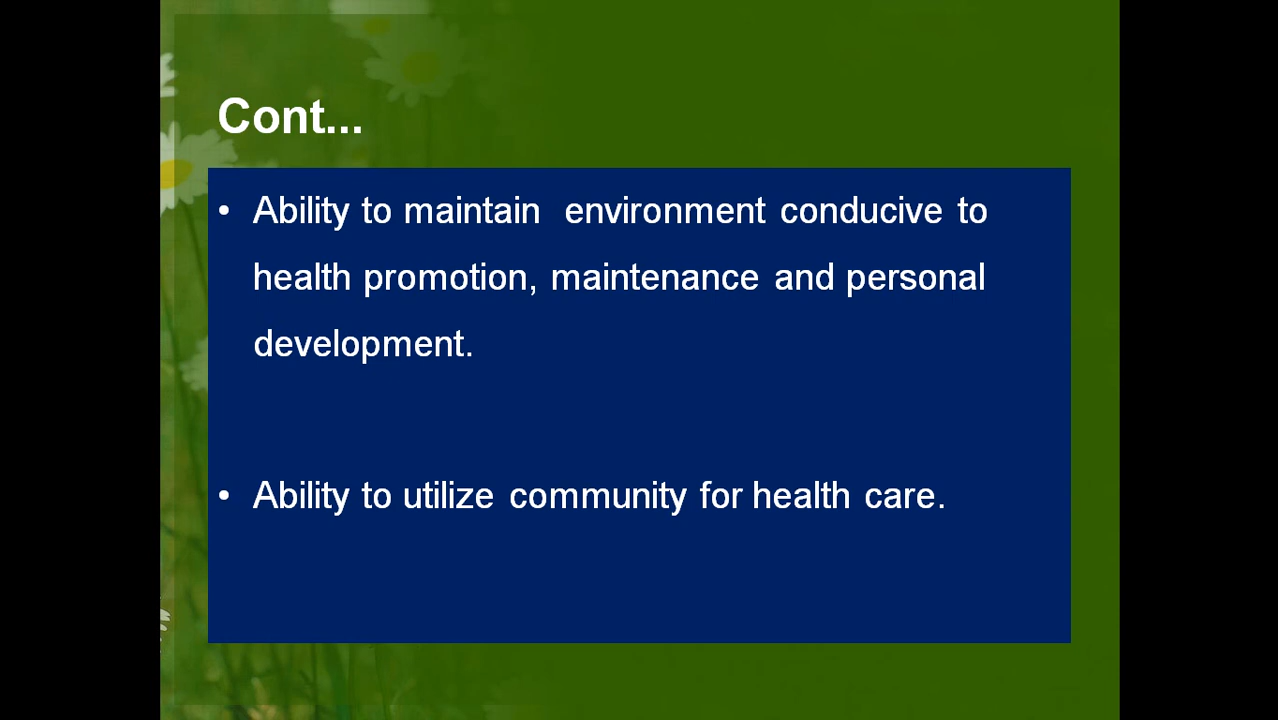 Cont...
• Ability to maintain environment conducive to
health promotion, maintenance and personal
development.
• Ability to utilize community for health care.